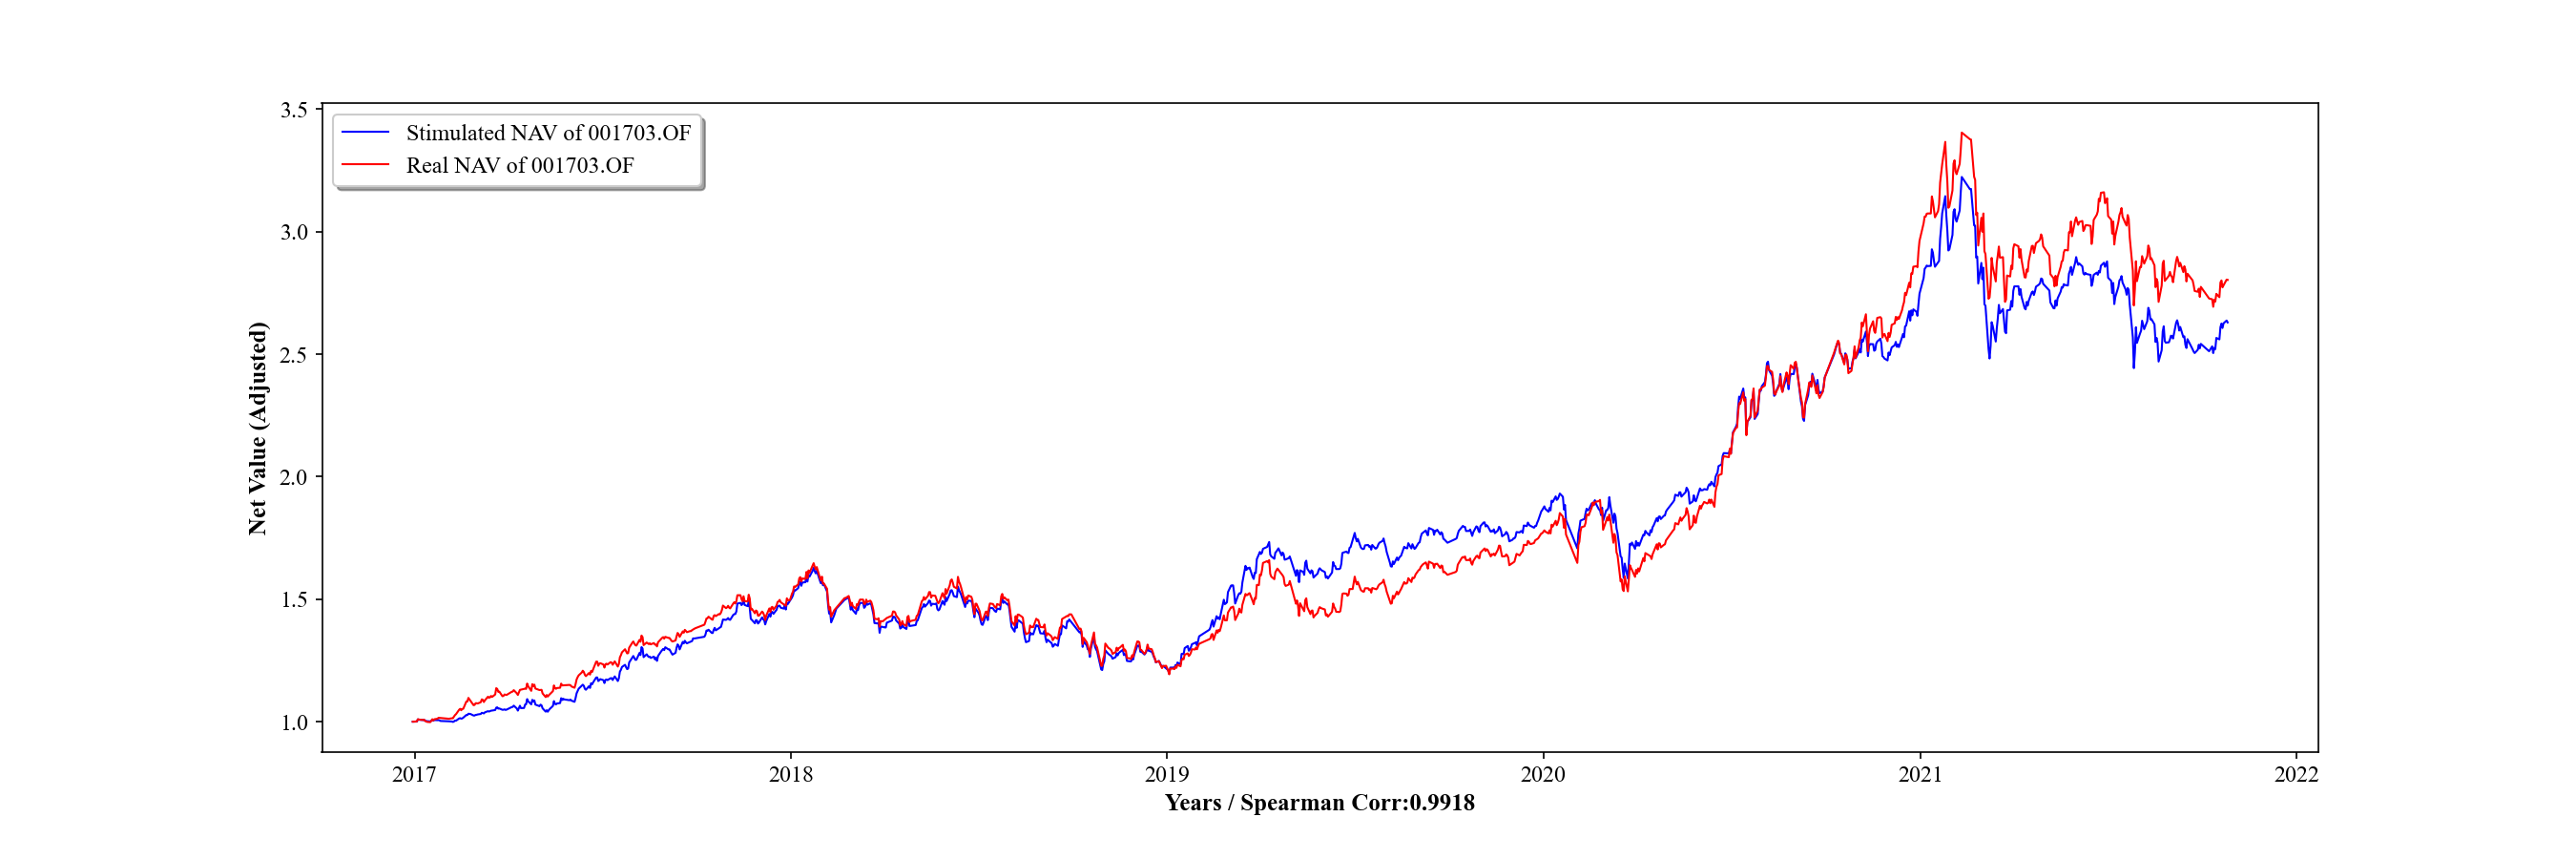 Stimulated NAV of 001703.OF
Real NAV of 001703.OF
Net Value (Adjusted)
3.5
3.0
2.5
2.0
1.5
1.0
2017 2018 2019 2020 2021 2022
Years / Spearman Corr:0.9918